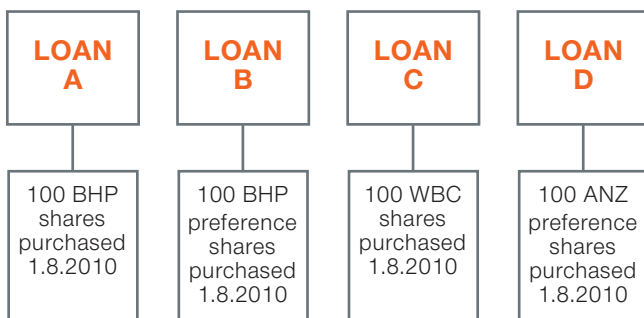 LOAN
A
100 BHP
shares
purchased
1.8.2010
LOAN
B
100 BHP
preference
shares
purchased
1.8.2010
LOAN
C
100 WBC
shares
purchased
1.8.2010
LOAN
D
100 ANZ
preference
shares
purchased
1.8.2010